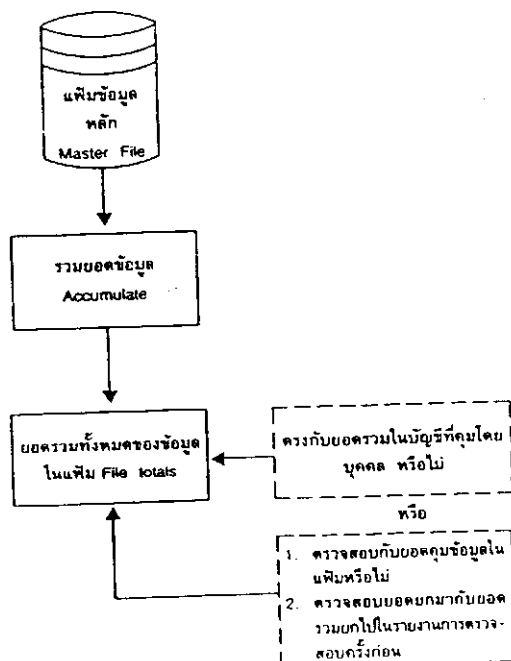 แฟ้มข้อมูล
หลัก
Master File
รวมยอดข้อมูล
Accumulate
ยอดรวมทั้งหมดของข้อมูล
ในแฟ้ม File totals
ตรงกับยอดรวมในบัญชีที่คุมโดย
บุคคล หรือไม่
หรือ
1. ตรวจสอบกับยอดคุมข้อมูลใน
แฟ้มหรือไม่
2. ตรวจสอบยอดยกมากับยอด
รวมยกไปในรายงานการตรวจ-
สอบครั้งก่อน